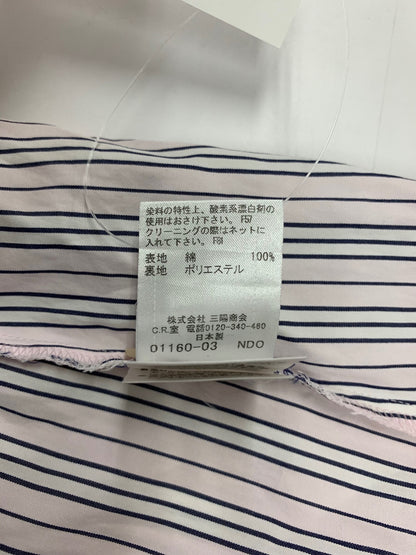 染料の特性上、酸素系漂白剤の
使用はおさけ下さい。 F57
クリーニングの際はネットに
入れて下さい。 F81
表地 綿 100%
裏地 ポリエステル
株式会社 三陽商会
C.R.室 電話0120-340-460
日本製
01160-03 NDO